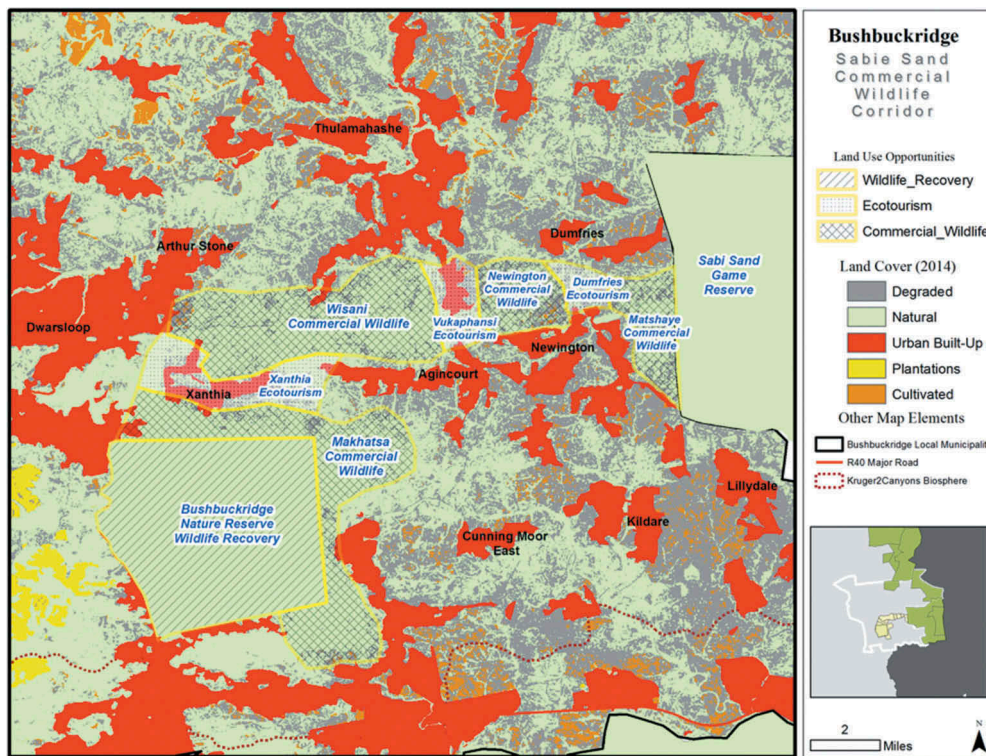 Thulamahashe
Arthur Stone
Dumfries
Sabi Sand
Game
Reserve
Newington
Commercial
Wildlife
Dumfries
Ecotourism
Dwarsloop
Wisani
Commercial Wildlife
Vukaphansi
Ecotourism
Matshaye
Commercial
Wildlife
Newington
Agincourt
Xanthia
Ecotourism
Xanthia
Makhatsa
Commercial
Wildlife
Lillydale
Bushbuckridge
Nature Reserve
Wildlife Recovery
Kildare
Cunning Moor
East
Bushbuckridge
Sabie Sand
Commercial
Wildlife
Corridor
Land Use Opportunities
Wildlife_Recovery
Ecotourism
Commercial_Wildlife
Land Cover (2014)
Degraded
Natural
Urban Built-Up
Plantations
Cultivated
Other Map Elements
Bushbuckridge Local Municipalit
R40 Major Road
Kruger2Canyons Biosphere
2
Miles
N